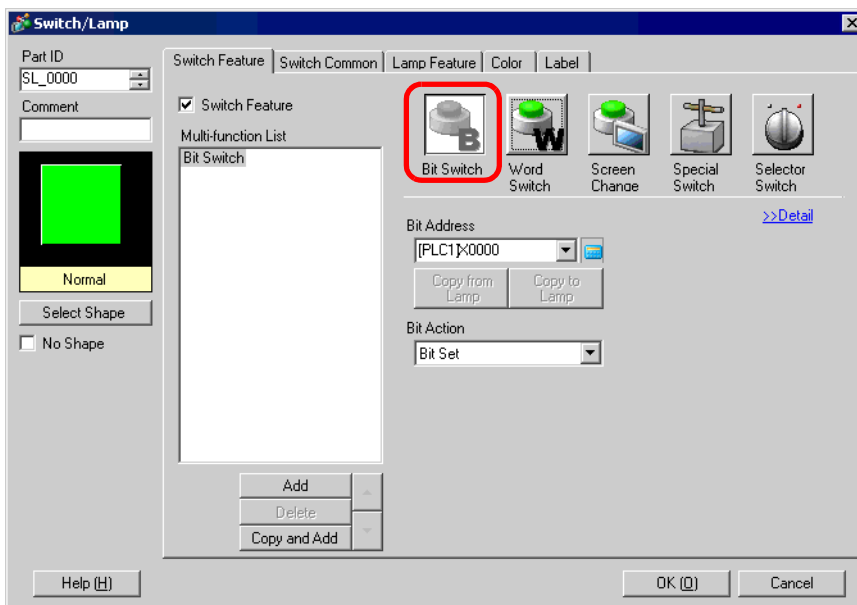 Switch/Lamp
Part ID
SL_0000
Comment
Normal
Select Shape
No Shape
Help (H)
Switch Feature
Switch Common
Lamp Feature
Color
Label
Switch Feature
Multi-function List
Bit Switch
Add
Delete
Copy and Add
Bit Switch
Word
Switch
Screen
Change
Special
Switch
Selector
Switch
>>Detail
Bit Address
[PLC1]X0000
Copy from
Lamp
Copy to
Lamp
Bit Action
Bit Set
OK (O)
Cancel